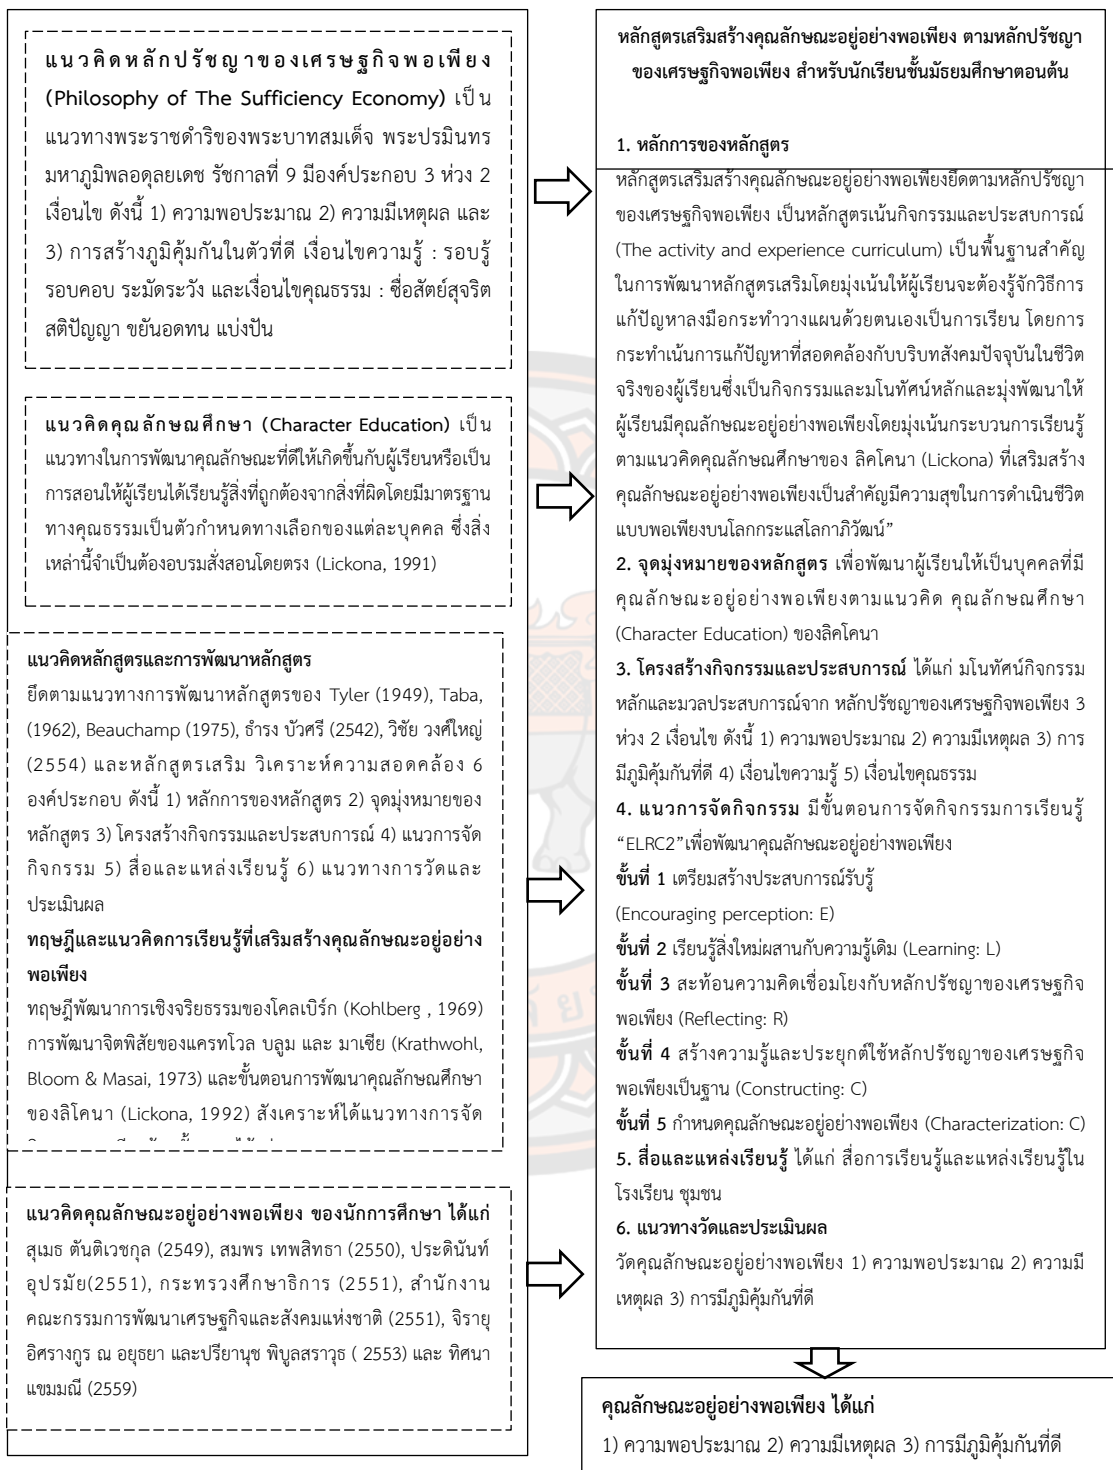 แนวคิดหลักปรัชญาของเศรษฐกิจพอเพียง
(Philosophy of The Sufficiency Economy) เป็น
แนวทางพระราชดำริของพระบาทสมเด็จ พระปรมินทร
มหาภูมิพลอดุลยเดช รัชกาลที่ 9 มีองค์ประกอบ 3 ห่วง 2
เงื่อนไข ดังนี้ 1) ความพอประมาณ 2) ความมีเหตุผล และ
3) การสร้างภูมิคุ้มกันในตัวที่ดี เงื่อนไขความรู้ : รอบรู้
รอบคอบ ระมัดระวัง และเงื่อนไขคุณธรรม : ซื่อสัตย์สุจริต
สติปัญญา ขยันอดทน แบ่งปัน
แนวคิดคุณลักษณศึกษา (Character Education) เป็น
แนวทางในการพัฒนาคุณลักษณะที่ดีให้เกิดขึ้นกับผู้เรียนหรือเป็น
การสอนให้ผู้เรียนได้เรียนรู้สิ่งที่ถูกต้องจากสิ่งที่ผิดโดยมีมาตรฐาน
ทางคุณธรรมเป็นตัวกำหนดทางเลือกของแต่ละบุคคล ซึ่งสิ่ง
เหล่านี้จำเป็นต้องอบรมสั่งสอนโดยตรง (Lickona, 1991)
แนวคิดหลักสูตรและการพัฒนาหลักสูตร
ยึดตามแนวทางการพัฒนาหลักสูตรของ Tyler (1949), Taba,
(1962), Beauchamp (1975), ธำรง บัวศรี (2542), วิชัย วงศ์ใหญ่
(2554) และหลักสูตรเสริม วิเคราะห์ความสอดคล้อง 6
องค์ประกอบ ดังนี้ 1) หลักการของหลักสูตร 2) จุดมุ่งหมายของ
หลักสูตร 3) โครงสร้างกิจกรรมและประสบการณ์ 4) แนวการจัด
กิจกรรม 5) สื่อและแหล่งเรียนรู้ 6) แนวทางการวัดและ
ประเมินผล
ทฤษฎีและแนวคิดการเรียนรู้ที่เสริมสร้างคุณลักษณะอยู่อย่าง
พอเพียง
ทฤษฎีพัฒนาการเชิงจริยธรรมของโคลเบิร์ก (Kohlberg , 1969)
การพัฒนาจิตพิสัยของแครทโวล บลูม และ มาเซีย (Krathwohl,
Bloom & Masai, 1973) และขั้นตอนการพัฒนาคุณลักษณศึกษา
ของลิโคนา (Lickona, 1992) สังเคราะห์ได้แนวทางการจัด
แนวคิดคุณลักษณะอยู่อย่างพอเพียง ของนักการศึกษา ได้แก่
สุเมธ ตันติเวชกุล (2549), สมพร เทพสิทธา (2550), ประดินันท์
อุปรมัย(2551), กระทรวงศึกษาธิการ (2551), สำนักงาน
คณะกรรมการพัฒนาเศรษฐกิจและสังคมแห่งชาติ (2551), จิรายุ
อิศรางกูร ณ อยุธยา และปรียานุช พิบูลสราวุธ ( 2553) และ ทิศนา
แขมมณี (2559)
หลักสูตรเสริมสร้างคุณลักษณะอยู่อย่างพอเพียง ตามหลักปรัชญา
ของเศรษฐกิจพอเพียง สำหรับนักเรียนชั้นมัธยมศึกษาตอนต้น
1. หลักการของหลักสูตร
หลักสูตรเสริมสร้างคุณลักษณะอยู่อย่างพอเพียงยึดตามหลักปรัชญา
ของเศรษฐกิจพอเพียง เป็นหลักสูตรเน้นกิจกรรมและประสบการณ์
(The activity and experience curriculum) เป็นพื้นฐานสำคัญ
ในการพัฒนาหลักสูตรเสริมโดยมุ่งเน้นให้ผู้เรียนจะต้องรู้จักวิธีการ
แก้ปัญหาลงมือกระทำวางแผนด้วยตนเองเป็นการเรียน โดยการ
กระทำเน้นการแก้ปัญหาที่สอดคล้องกับบริบทสังคมปัจจุบันในชีวิต
จริงของผู้เรียนซึ่งเป็นกิจกรรมและมโนทัศน์หลักและมุ่งพัฒนาให้
ผู้เรียนมีคุณลักษณะอยู่อย่างพอเพียงโดยมุ่งเน้นกระบวนการเรียนรู้
ตามแนวคิดคุณลักษณศึกษาของ ลิคโคนา (Lickona) ที่เสริมสร้าง
คุณลักษณะอยู่อย่างพอเพียงเป็นสำคัญมีความสุขในการดำเนินชีวิต
แบบพอเพียงบนโลกกระแสโลกาภิวัฒน์”
2. จุดมุ่งหมายของหลักสูตร เพื่อพัฒนาผู้เรียนให้เป็นบุคคลที่มี
คุณลักษณะอยู่อย่างพอเพียงตามแนวคิด คุณลักษณศึกษา
(Character Education) ของลิคโคนา
3. โครงสร้างกิจกรรมและประสบการณ์ ได้แก่ มโนทัศน์กิจกรรม
หลักและมวลประสบการณ์จาก หลักปรัชญาของเศรษฐกิจพอเพียง 3
ห่วง 2 เงื่อนไข ดังนี้ 1) ความพอประมาณ 2) ความมีเหตุผล 3) การ
มีภูมิคุ้มกันที่ดี 4) เงื่อนไขความรู้ 5) เงื่อนไขคุณธรรม
4. แนวการจัดกิจกรรม มีขั้นตอนการจัดกิจกรรมการเรียนรู้
“ELRC2”เพื่อพัฒนาคุณลักษณะอยู่อย่างพอเพียง
ขั้นที่ 1 เตรียมสร้างประสบการณ์รับรู้
(Encouraging perception: E)
ขั้นที่ 2 เรียนรู้สิ่งใหม่ผสานกับความรู้เดิม (Learning: L)
ขั้นที่ 3 สะท้อนความคิดเชื่อมโยงกับหลักปรัชญาของเศรษฐกิจ
พอเพียง (Reflecting: R)
ขั้นที่ 4 สร้างความรู้และประยุกต์ใช้หลักปรัชญาของเศรษฐกิจ
พอเพียงเป็นฐาน (Constructing: C)
ขั้นที่ 5 กำหนดคุณลักษณะอยู่อย่างพอเพียง (Characterization: C)
5. สื่อและแหล่งเรียนรู้ ได้แก่ สื่อการเรียนรู้และแหล่งเรียนรู้ใน
โรงเรียน ชุมชน
6. แนวทางวัดและประเมินผล
วัดคุณลักษณะอยู่อย่างพอเพียง 1) ความพอประมาณ 2) ความมี
เหตุผล 3) การมีภูมิคุ้มกันที่ดี
คุณลักษณะอยู่อย่างพอเพียง ได้แก่
1) ความพอประมาณ 2) ความมีเหตุผล 3) การมีภูมิคุ้มกันที่ดี